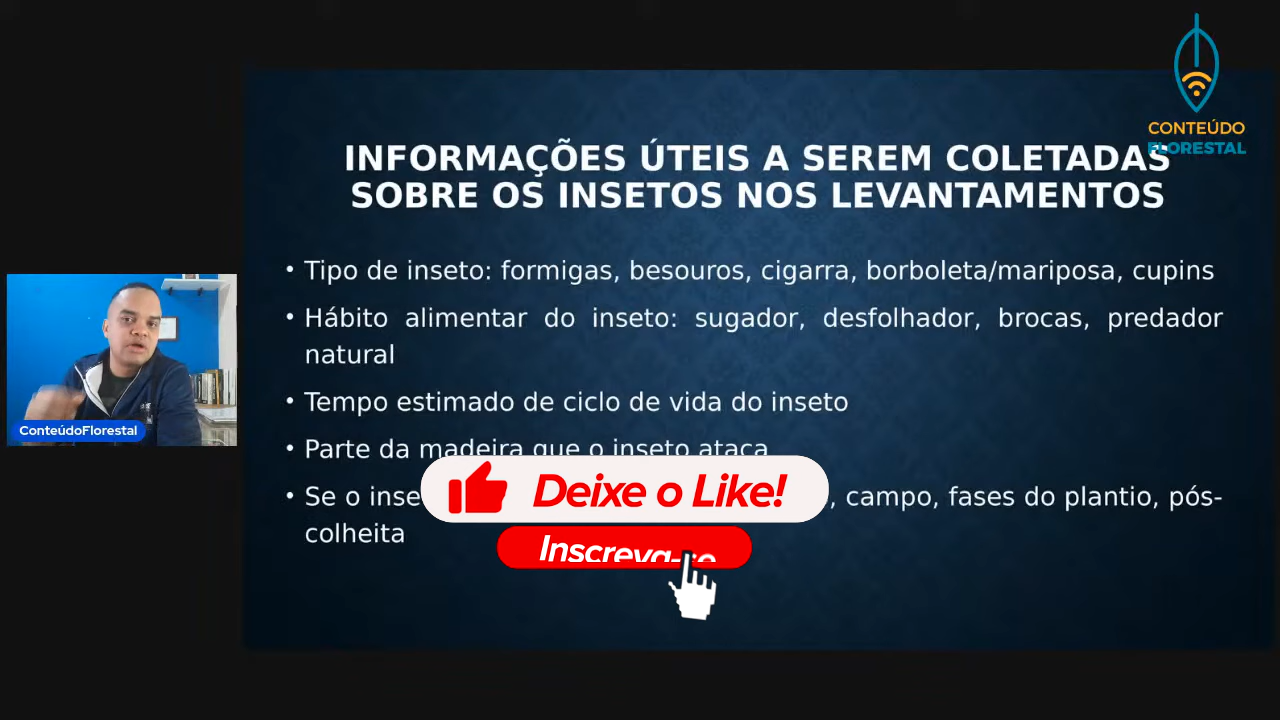 CONTEÚDO
FLORESTAL
INFORMAÇÕES ÚTEIS A SEREM COLETADAS
SOBRE OS INSETOS NOS LEVANTAMENTOS
• Tipo de inseto: formigas, besouros, cigarra, borboleta/mariposa, cupins
• Hábito alimentar do inseto: sugador, desfolhador, brocas, predador
natural
• Tempo estimado de ciclo de vida do inseto
• Parte da madeira que o inseto ataca
• Se o , campo, fases do plantio, pós-
colheita
ConteúdoFlorestal
Deixe o Like!
Inscreva-se